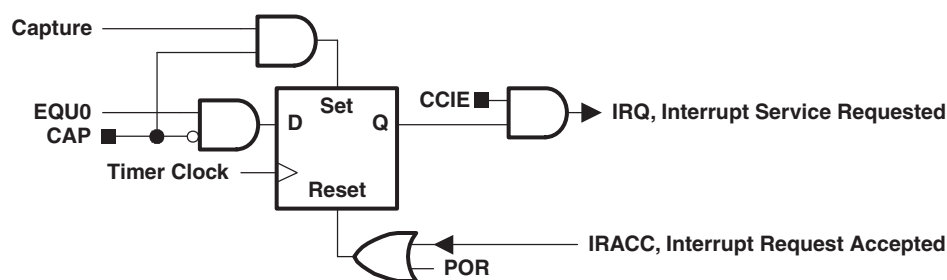 Capture
Set
CCIE
IRQ, Interrupt Service Requested
EQU0
D
Q
CAP
Timer Clock
Reset
IRACC, Interrupt Request Accepted
POR